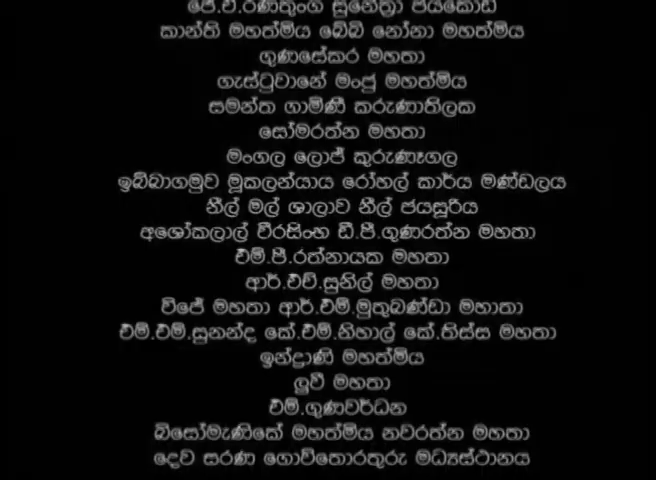 ජේ.ඒ.රණතුංග සුනේත්‍රා ජයකොඩි
කාන්ති මහත්මිය බේබි නෝනා මහත්මිය
ගුණසේකර මහතා
ගැස්ටුවානේ මංජු මහත්මිය
සමන්ත ගාමිණී කරුණාතිලක
සෝමරත්න මහතා
මංගල ලොජ් කුරුණෑගල
ඉබ්බාගමුව මූකලන්යාය රෝහල් කාර්ය මණ්ඩලය
නීල් මල් ශාලාව නීල් ජයසූරිය
අශෝකලාල් වීරසිංහ ඩී.පී.ගුණරත්න මහතා
එම්.පී.රත්නායක මහතා
ආර්.එච්.සුනිල් මහතා
විජේ මහතා ආර්.එම්.මුතුබණ්ඩා මහාතා
එම්.එම්.සුනන්ද කේ.එම්.නිහාල් කේ.තිස්ස මහතා
ඉන්ද්‍රාණි මහත්මිය
ලූවී මහතා
එම්.ගුණවර්ධන
බිසෝමැණිකේ මහත්මිය නවරත්න මහතා
දෙව සරණ ගොවිතොරතුරු මධ්‍යස්ථානය